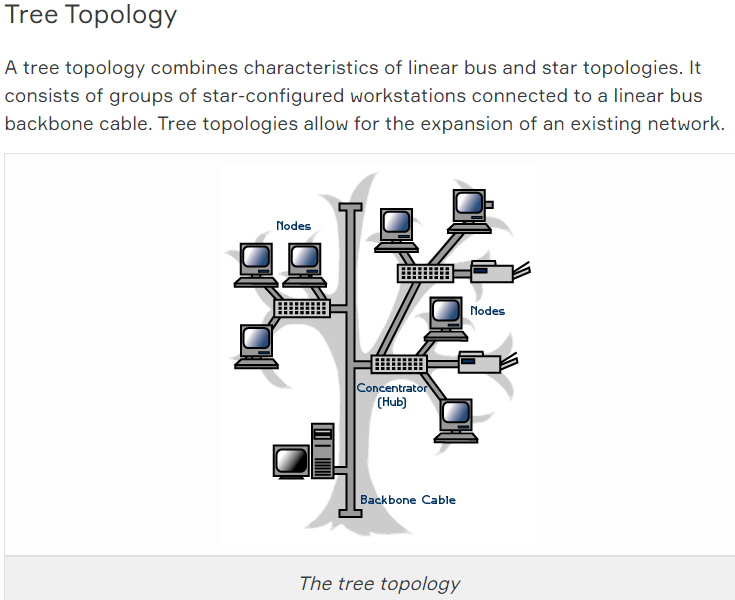 Tree Topology
A tree topology combines characteristics of linear bus and star topologies. It
consists of groups of star-configured workstations connected to a linear bus
backbone cable. Tree topologies allow for the expansion of an existing network.
Nodes
Nodes
Concentrator
(Hub)
Backbone Cable
The tree topology